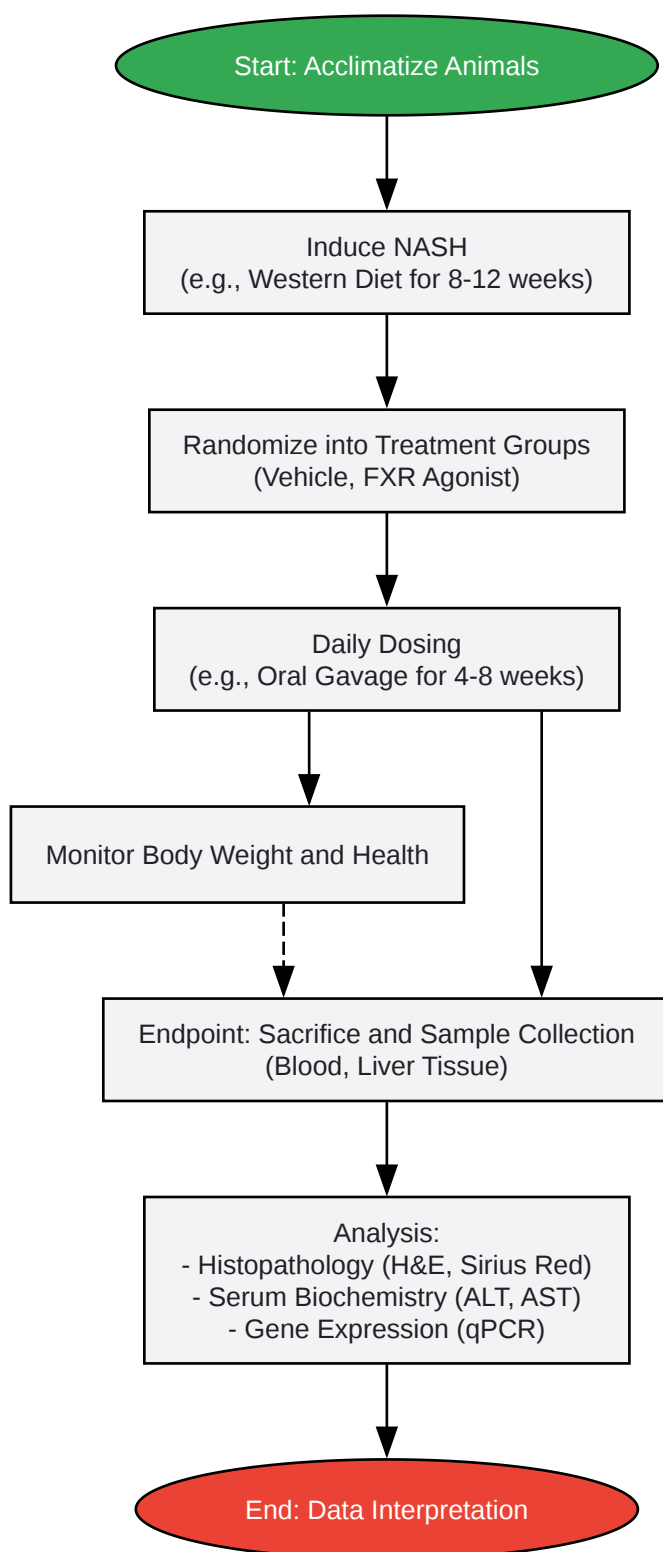 Start: Acclimatize Animals
Induce NASH
(e.g., Western Diet for 8-12 weeks)
Randomize into Treatment Groups
(Vehicle, FXR Agonist)
Daily Dosing
(e.g., Oral Gavage for 4-8 weeks)
Monitor Body Weight and Health
Endpoint: Sacrifice and Sample Collection
(Blood, Liver Tissue)
Analysis:
- Histopathology (H&E, Sirius Red)
- Serum Biochemistry (ALT, AST)
- Gene Expression (qPCR)
End: Data Interpretation